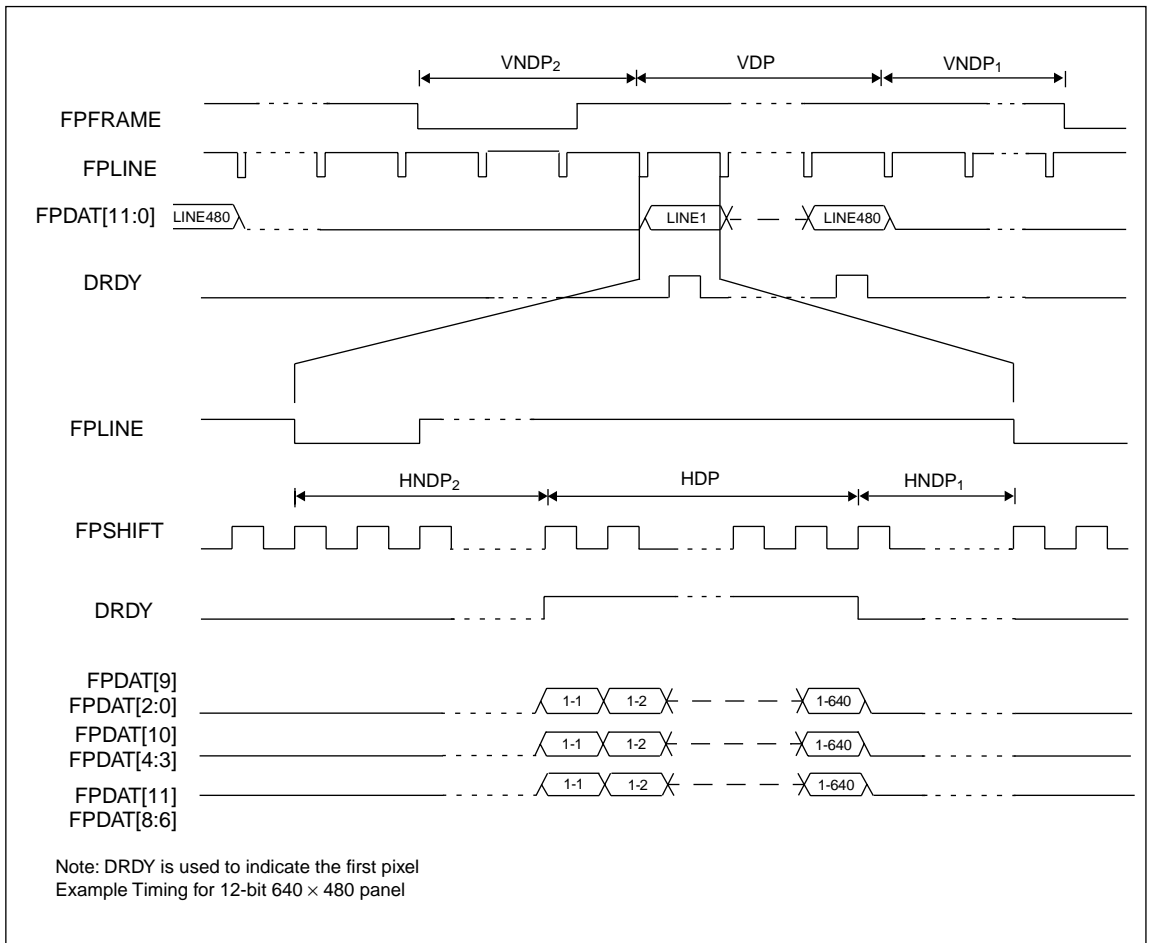 VNDP2 VDP VNDP1
FPFRAME
FPLINE
FPDAT[11:0] LINE480 LINE1 LINE480
DRDY
FPLINE
HNDP2 HDP HNDP1
FPSHIFT
DRDY
FPDAT[9]
FPDAT[2:0] 1-1 1-2 1-640
FPDAT[10]
FPDAT[4:3] 1-1 1-2 1-640
FPDAT[11] 1-1 1-2 1-640
FPDAT[8:6]
Note: DRDY is used to indicate the first pixel
Example Timing for 12-bit 640 × 480 panel